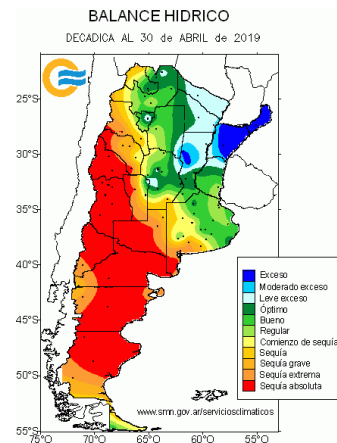 BALANCE HIDRICO
DECADICA AL 30 de ABRIL de 2019
25°S
30°S
35°S
40°S
45°S
50°S
55°S
75°W
70°W
65°W
60°W
55°W
Exceso
Moderado exceso
Leve exceso
Óptimo
Bueno
Regular
Comienzo de sequía
Sequía
Sequía grave
Sequía extrema
Sequía absoluta
www.smn.gov.ar/serviciosclimaticos